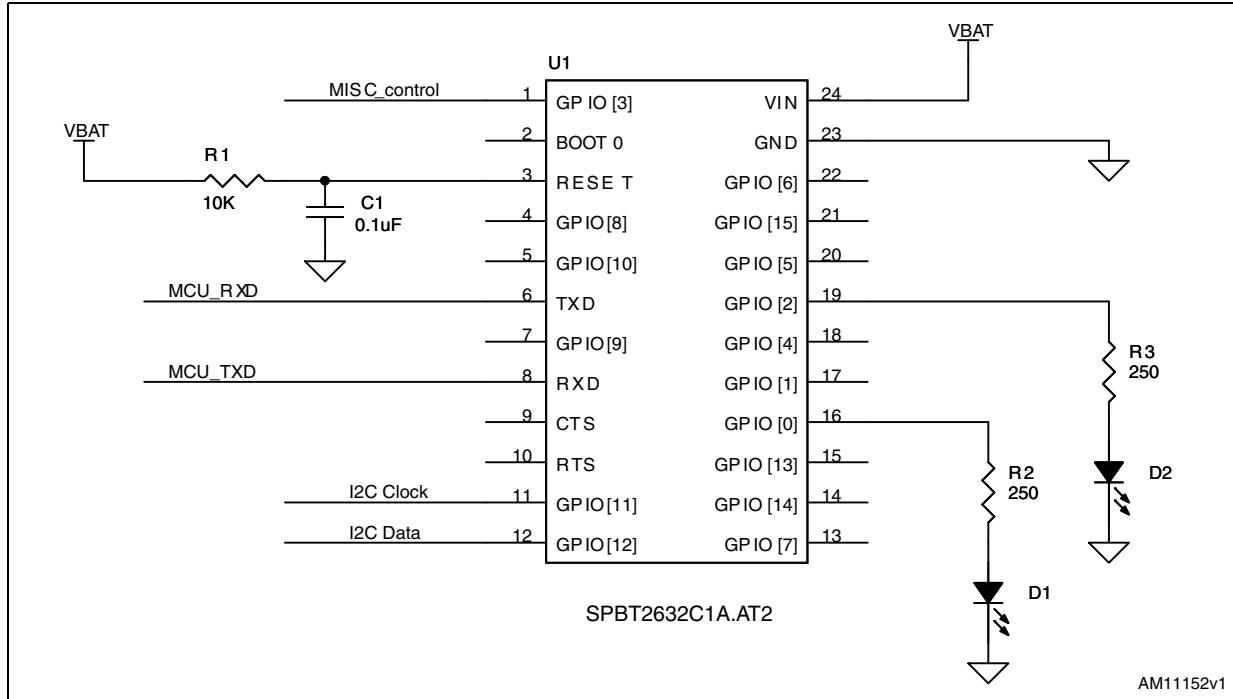 VBAT
U1
MISC_control
1
GPIO [3]
VIN
24
VBAT
2
BOOT 0
GND
23
R1
10K
3
RESET
GPIO [6]
22
C1
0.1uF
4
GPIO[8]
GPIO [15]
21
5
GPIO[10]
GPIO [5]
20
MCU_RXD
6
TXD
GPIO [2]
19
7
GPIO[9]
GPIO [4]
18
R3
250
MCU_TXD
8
RXD
GPIO [1]
17
9
CTS
GPIO [0]
16
10
RTS
GPIO [13]
15
R2
250
D2
I2C Clock
11
GPIO[11]
GPIO [14]
14
I2C Data
12
GPIO[12]
GPIO [7]
13
D1
SPBT2632C1A.AT2
AM11152v1